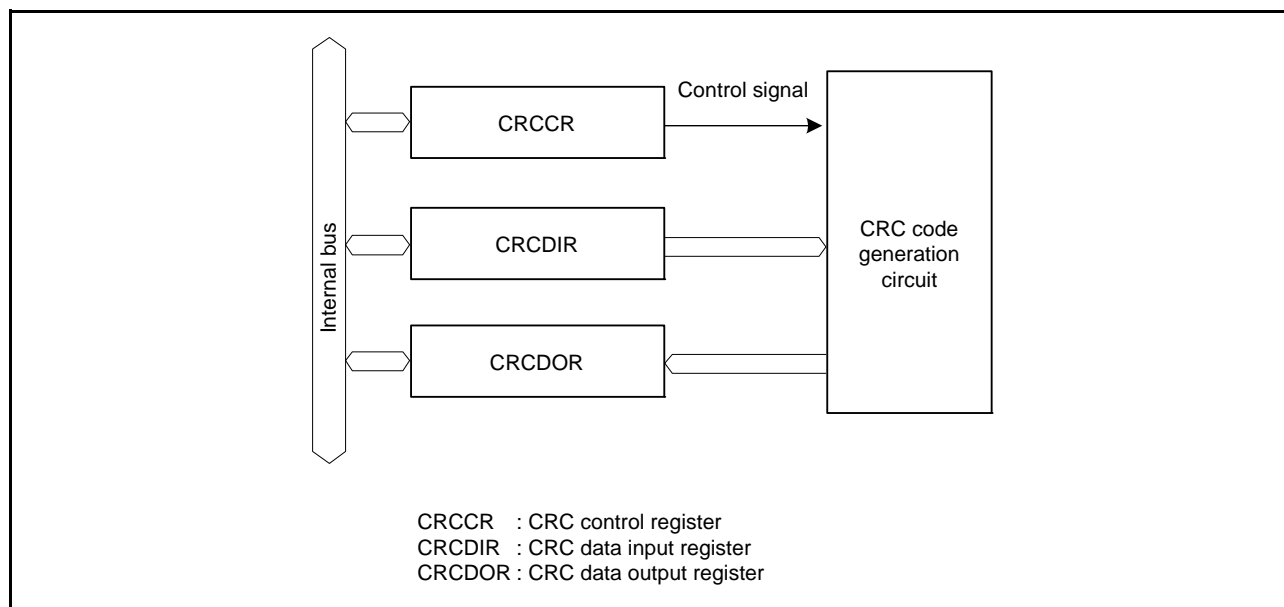 Control signal
CRCCR
Internal bus
CRCDIR
CRC code
generation
circuit
CRCDOR
CRCCR : CRC control register
CRCDIR : CRC data input register
CRCDOR : CRC data output register